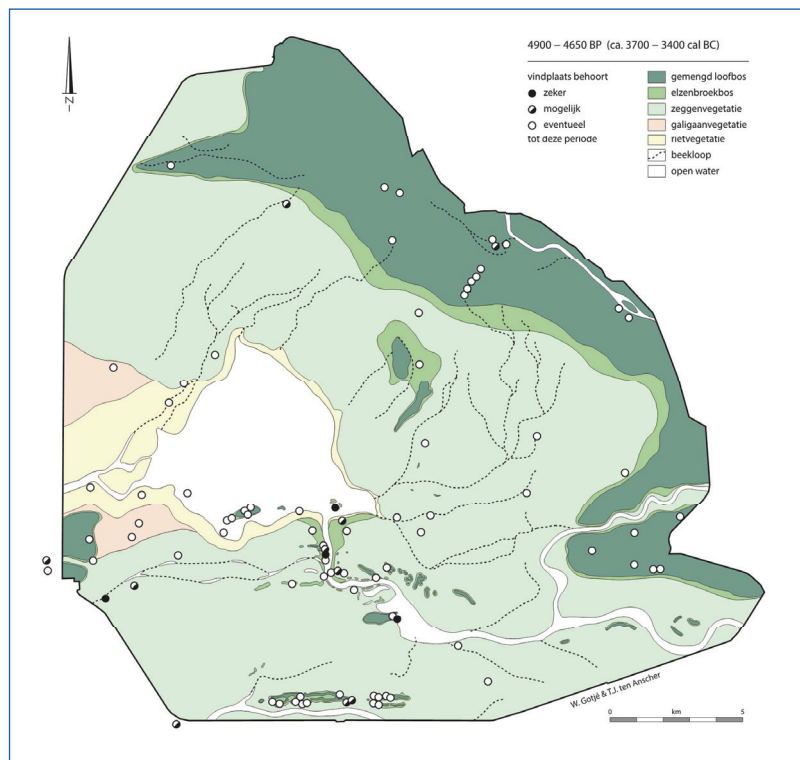 4900 – 4650 BP (ca. 3700 – 3400 cal BC)
vindplaats behoort
zeker
mogelijk
eventueel
tot deze periode
gemengd loofbos
elzenbroekbos
zeggenvegetatie
galigaanvegetatie
rietvegetatie
beekloop
open water
N
W. Gotjé & T.J. ten Anscher
0 km 5